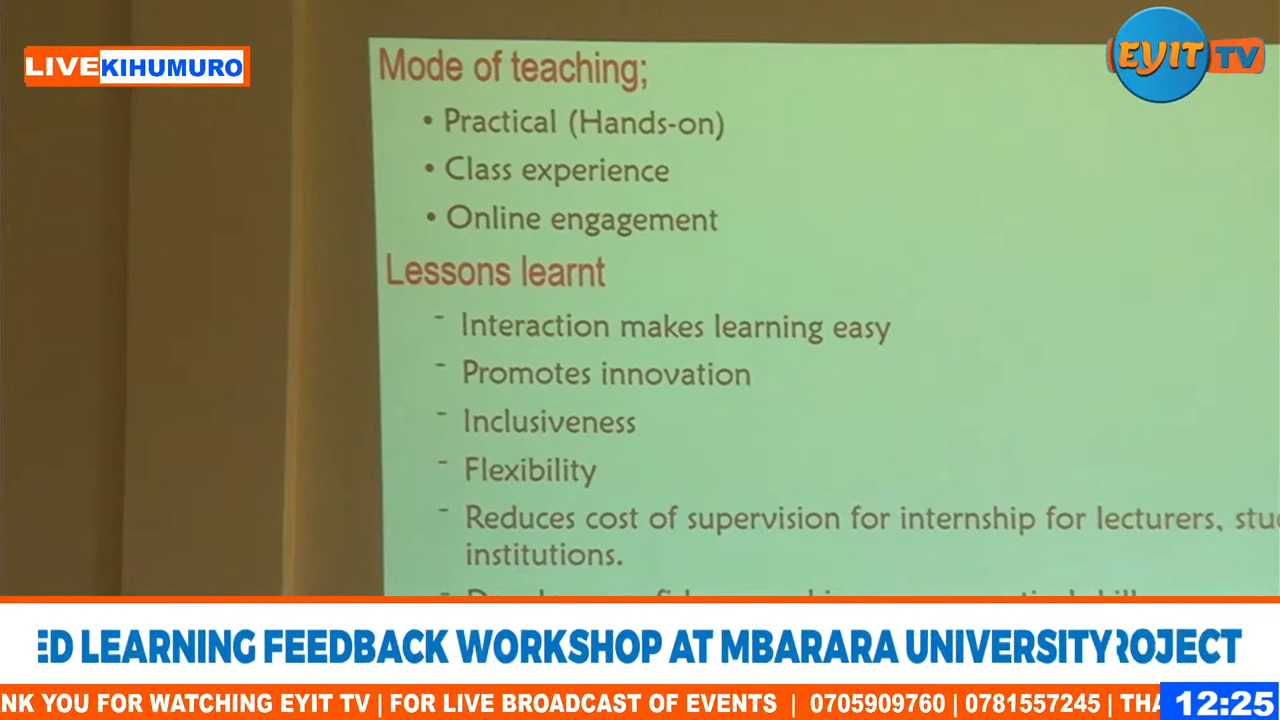 LIVE KIHUMURO
EYIT TV
Mode of teaching;
• Practical (Hands-on)
• Class experience
• Online engagement
Lessons learnt
- Interaction makes learning easy
- Promotes innovation
- Inclusiveness
- Flexibility
- Reduces cost of supervision for internship for lecturers,
institutions.
LEARNING FEEDBACK WORKSHOP AT MBARARA UNIVERSITY
YOU FOR WATCHING EYIT TV | FOR LIVE BROADCAST OF EVENTS | 0705909760 | 0781557245 |
12:25